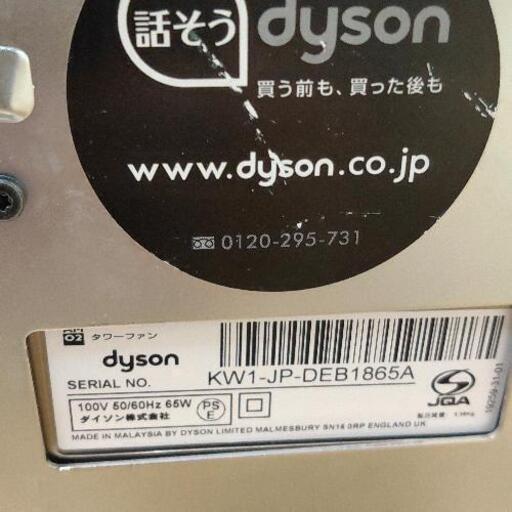 話そう
dyson
買う前も、買った後も
www.dyson.co.jp
0120-295-731
タワーファン
dyson
SERIAL NO.
KW1-JP-DEB1865A
100V 50/60Hz 65W
ダイソン株式会社
PS
E
JQA
19259-31-01
MADE IN MALAYSIA BY DYSON LIMITED MALMESBURY SN16 0RP ENGLAND UK